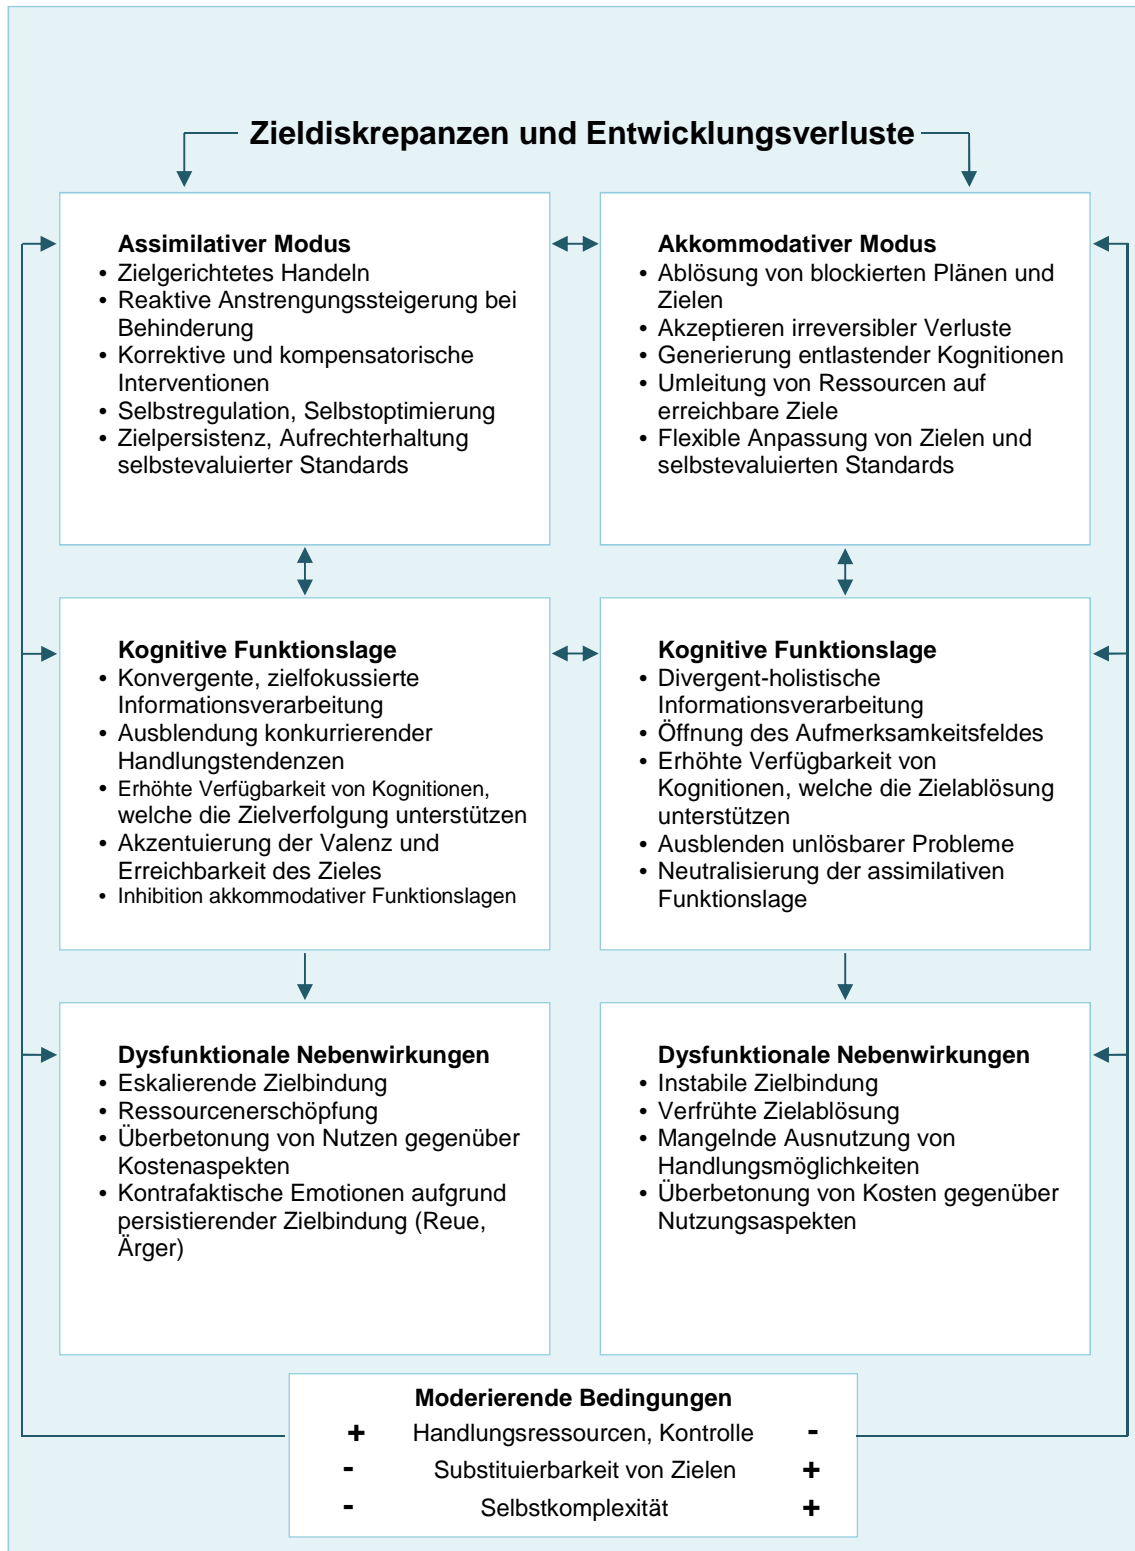 Zieldiskrepanzen und Entwicklungsverluste
Assimilativer Modus
• Zielgerichtetes Handeln
• Reaktive Anstrengungssteigerung bei
Behinderung
• Korrektive und kompensatorische
Interventionen
• Selbstregulation, Selbstoptimierung
• Zielpersistenz, Aufrechterhaltung
selbstevaluierter Standards
Akkommodativer Modus
• Ablösung von blockierten Plänen und
Zielen
• Akzeptieren irreversibler Verluste
• Generierung entlastender Kognitionen
• Umleitung von Ressourcen auf
erreichbare Ziele
• Flexible Anpassung von Zielen und
selbstevaluierten Standards
Kognitive Funktionslage
• Konvergente, zielfokussierte
Informationsverarbeitung
• Ausblendung konkurrierender
Handlungstendenzen
• Erhöhte Verfügbarkeit von Kognitionen,
welche die Zielverfolgung unterstützen
• Akzentuierung der Valenz und
Erreichbarkeit des Zieles
• Inhibition akkommodativer Funktionslagen
Kognitive Funktionslage
• Divergent-holistische
Informationsverarbeitung
• Öffnung des Aufmerksamkeitsfeldes
• Erhöhte Verfügbarkeit von
Kognitionen, welche die Zielablösung
unterstützen
• Ausblenden unlösbarer Probleme
• Neutralisierung der assimilativen
Funktionslage
Dysfunktionale Nebenwirkungen
• Eskalierende Zielbindung
• Ressourcenerschöpfung
• Überbetonung von Nutzen gegenüber
Kostenaspekten
• Kontrafaktische Emotionen aufgrund
persistierender Zielbindung (Reue,
Ärger)
Dysfunktionale Nebenwirkungen
• Instabile Zielbindung
• Verfrühte Zielablösung
• Mangelnde Ausnutzung von
Handlungsmöglichkeiten
• Überbetonung von Kosten gegenüber
Nutzungsaspekten
Moderierende Bedingungen
+ Handlungsressourcen, Kontrolle -
- Substituierbarkeit von Zielen +
- Selbstkomplexität +